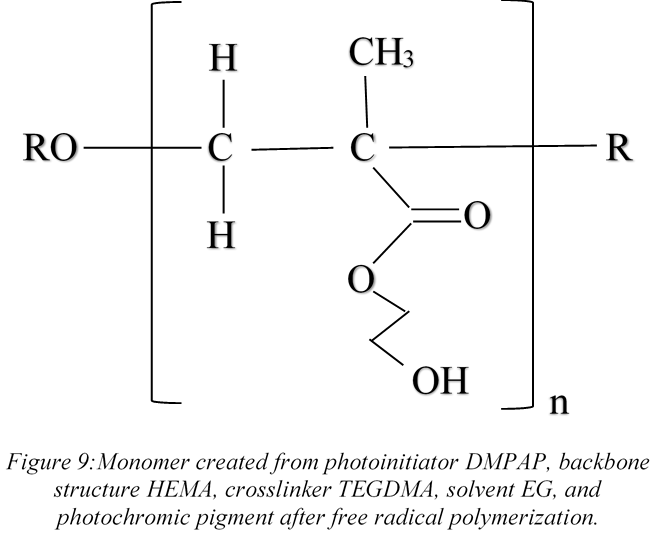 H CH₃
RO C C R
H O
O
OH
n
Figure 9:Monomer created from photoinitiator DMPAP, backbone
structure HEMA, crosslinker TEGDMA, solvent EG, and
photochromic pigment after free radical polymerization.